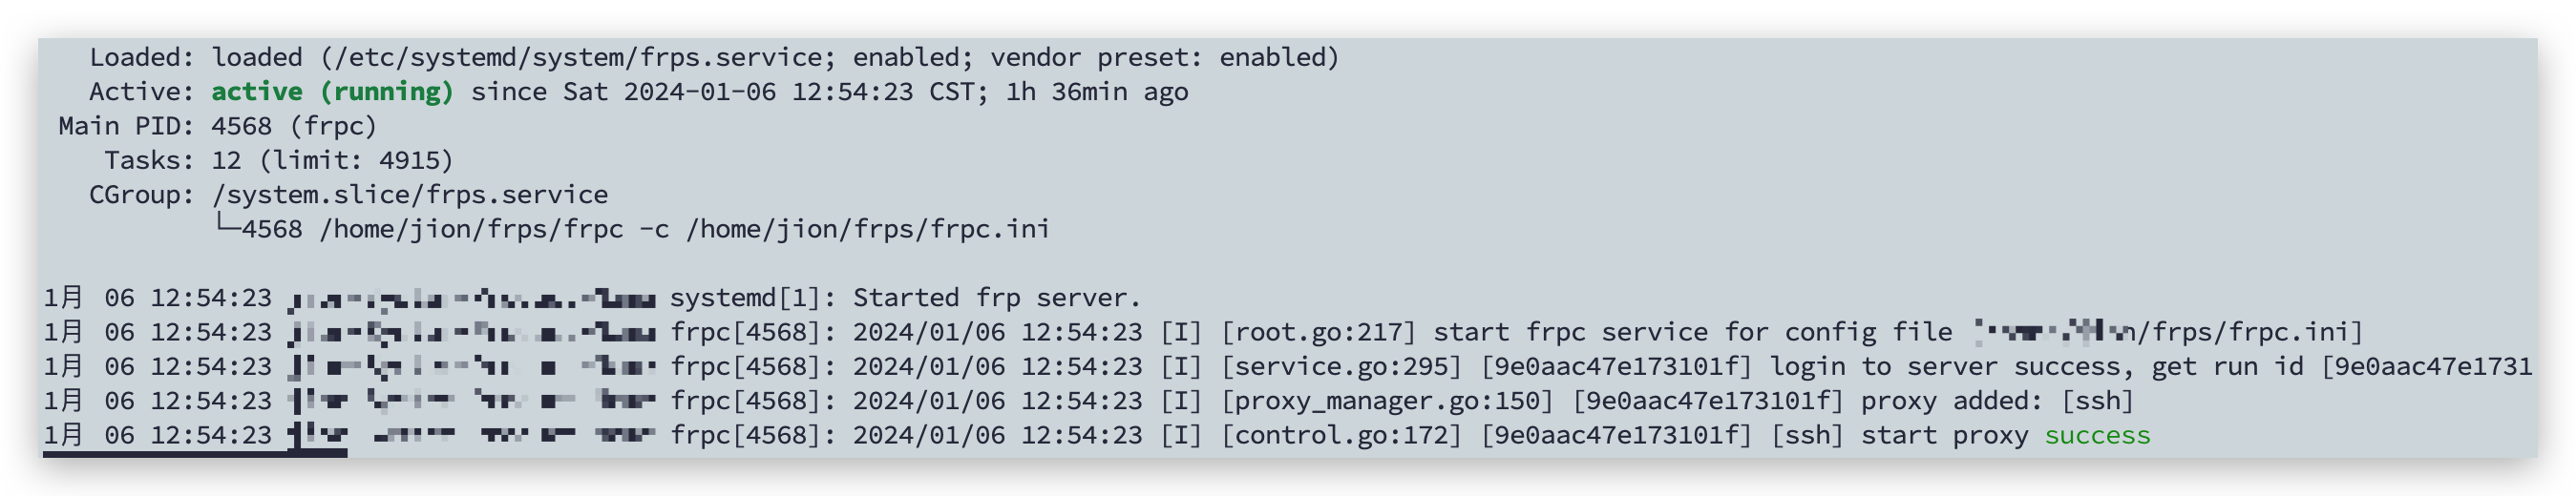 Loaded: loaded (/etc/systemd/system/frps.service; enabled; vendor preset: enabled)
Active: active (running) since Sat 2024-01-06 12:54:23 CST; 1h 36min ago
Main PID: 4568 (frpc)
Tasks: 12 (limit: 4915)
CGroup: /system.slice/frps.service
└─4568 /home/jion/frps/frpc -c /home/jion/frps/frpc.ini
1月 06 12:54:23 systemd[1]: Started frp server.
1月 06 12:54:23 frpc[4568]: 2024/01/06 12:54:23 [I] [root.go:217] start frpc service for config file n/frps/frpc.ini]
1月 06 12:54:23 frpc[4568]: 2024/01/06 12:54:23 [I] [service.go:295] [9e0aac47e173101f] login to server success, get run id [9e0aac47e1731
1月 06 12:54:23 frpc[4568]: 2024/01/06 12:54:23 [I] [proxy_manager.go:150] [9e0aac47e173101f] proxy added: [ssh]
1月 06 12:54:23 frpc[4568]: 2024/01/06 12:54:23 [I] [control.go:172] [9e0aac47e173101f] [ssh] start proxy success